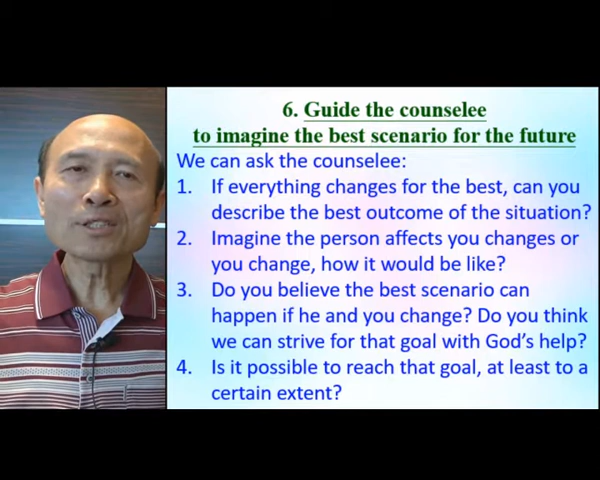 6. Guide the counselee
to imagine the best scenario for the future
We can ask the counselee:
1. If everything changes for the best, can you
describe the best outcome of the situation?
2. Imagine the person affects you changes or
you change, how it would be like?
3. Do you believe the best scenario can
happen if he and you change? Do you think
we can strive for that goal with God's help?
4. Is it possible to reach that goal, at least to a
certain extent?